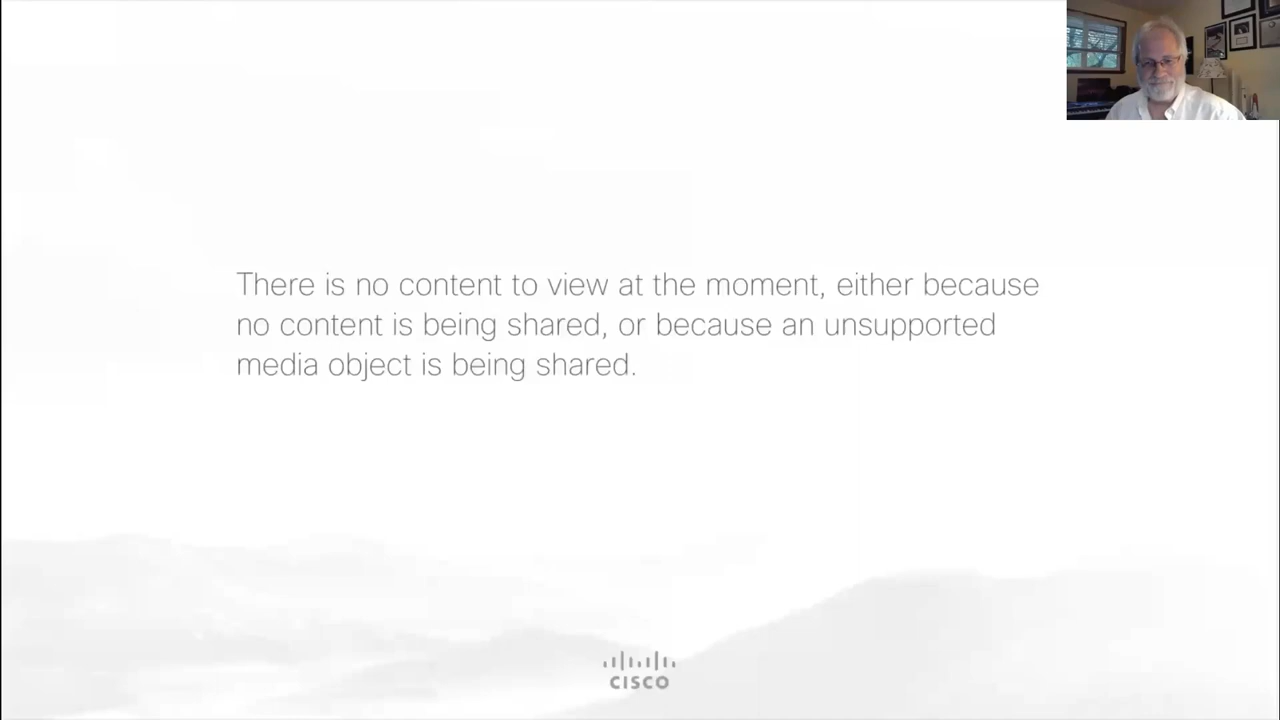 There is no content to view at the moment, either because
no content is being shared, or because an unsupported
media object is being shared.
CISCO